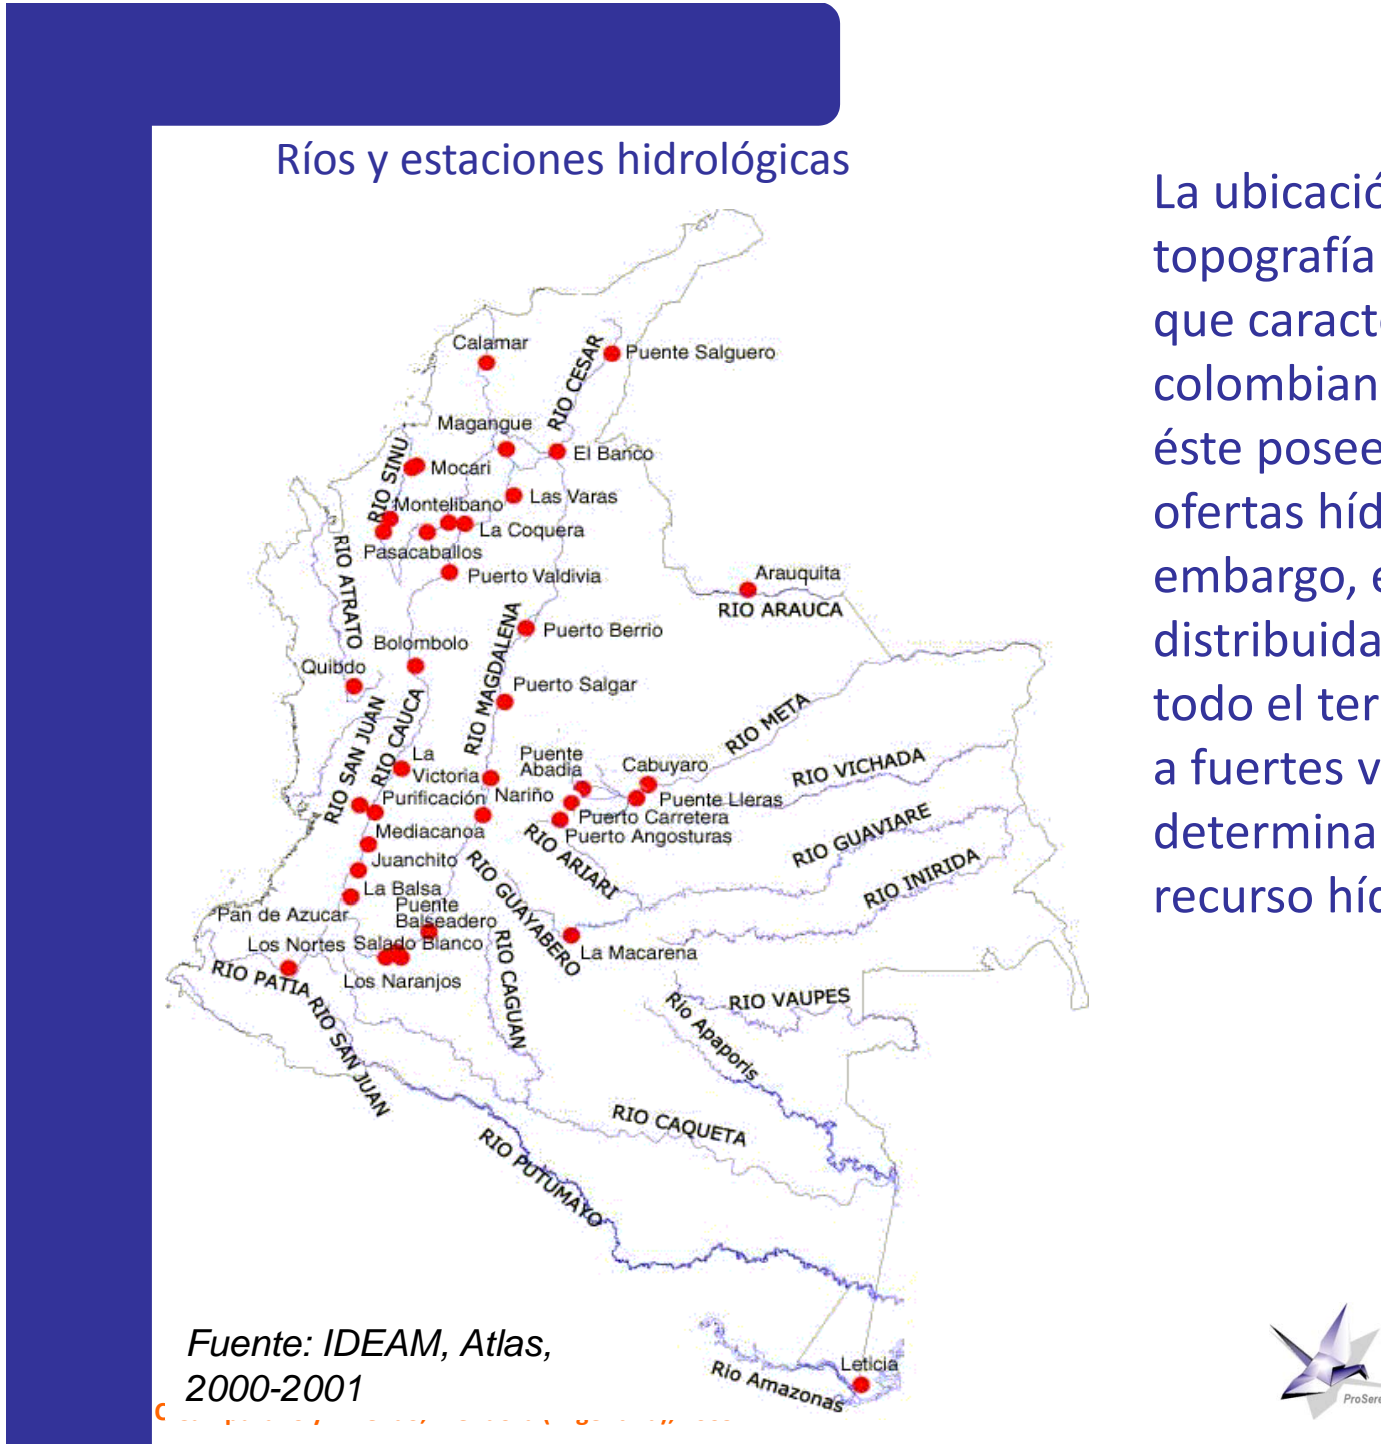 Ríos y estaciones hidrológicas
La ubicació
topografía
que caract
colombian
éste posee
ofertas híd
embargo, e
distribuida
todo el ter
a fuertes v
determina
recurso híd
Calamar
Puente Salguero
RIO CESAR
Magangue
El Banco
RIO SINU
Mocari
Las Varas
Montelibano
La Coquera
Pasacaballos
Puerto Valdivia
RIO ATRATO
Arauquita
RIO ARAUCA
Puerto Berrio
Bolombolo
RIO MAGDALENA
Quibdo
Puerto Salgar
RIO SAN JUAN
RIO CAUCA
RIO META
La
Victoria
Puente
Abadia
Cabuyaro
RIO VICHADA
Purificación
Nariño
Puente Lleras
Puerto Carretera
Mediacanoa
Puerto Angosturas
RIO GUAVIARE
RIO ARIARI
Juanchito
RIO GUAYABERO
RIO INIRIDA
La Balsa
Puente
Balseadero
Pan de Azucar
Los Nortes
Salado Blanco
RIO CAGUAN
La Macarena
RIO PATIA
Los Naranjos
RIO SAN JUAN
RIO VAUPES
Río Apaporis
RIO CAQUETA
RIO PUTUMAYO
Leticia
Rio Amazonas
Fuente: IDEAM, Atlas,
2000-2001
ProSere